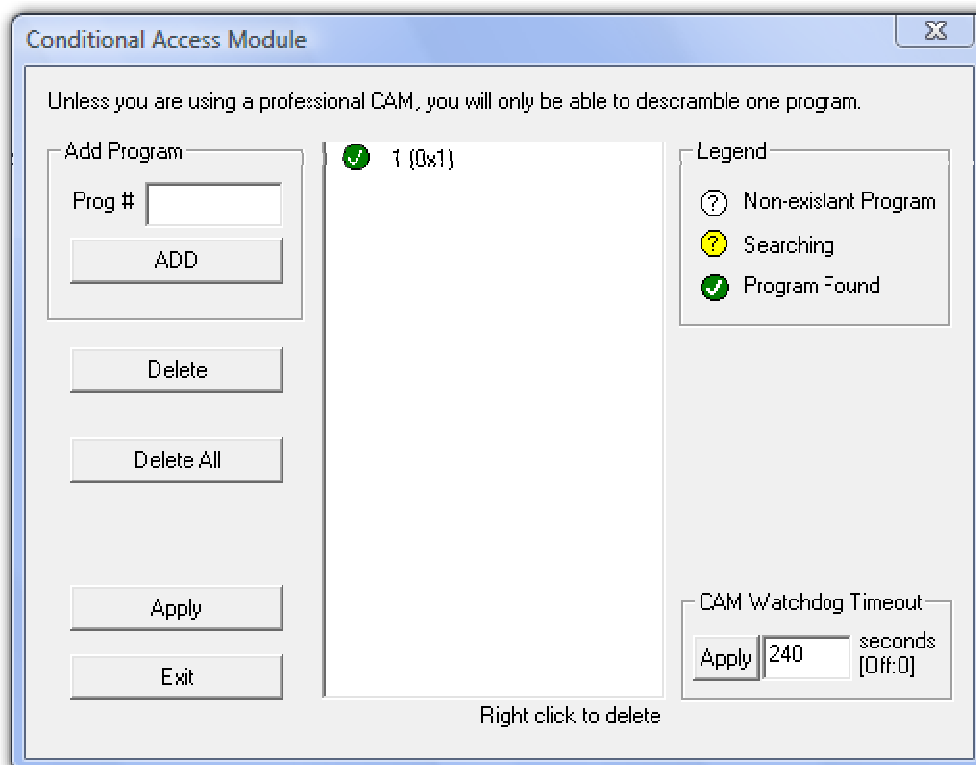 Conditional Access Module
Unless you are using a professional CAM, you will only be able to descramble one program.
Add Program
Prog #
ADD
Delete
Delete All
Apply
Exit
1 (0x1)
Right click to delete
Legend
? Non-existant Program
? Searching
Program Found
CAM Watchdog Timeout
Apply 240 seconds
[Off:0]